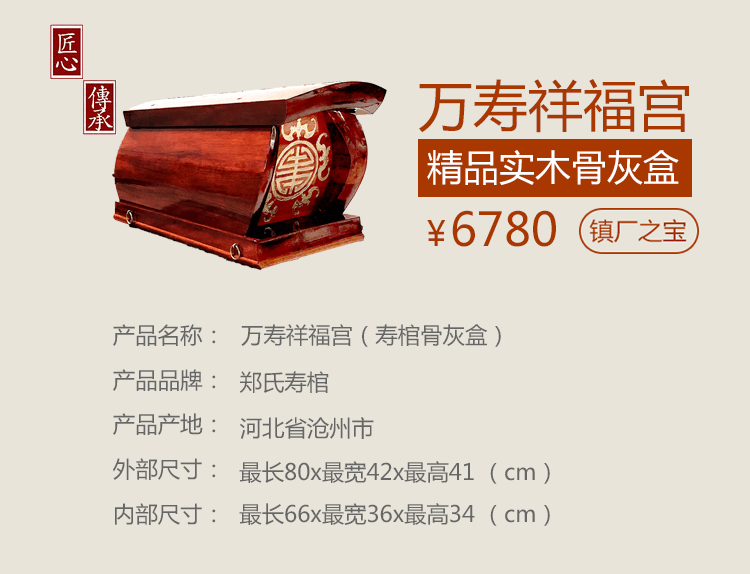 匠心
傳承
万寿祥福宫
精品实木骨灰盒
¥6780
镇厂之宝
产品名称： 万寿祥福宫（寿棺骨灰盒）
产品品牌： 郑氏寿棺
产品产地： 河北省沧州市
外部尺寸： 最长80x最宽42x最高41 （cm）
内部尺寸： 最长66x最宽36x最高34 （cm）